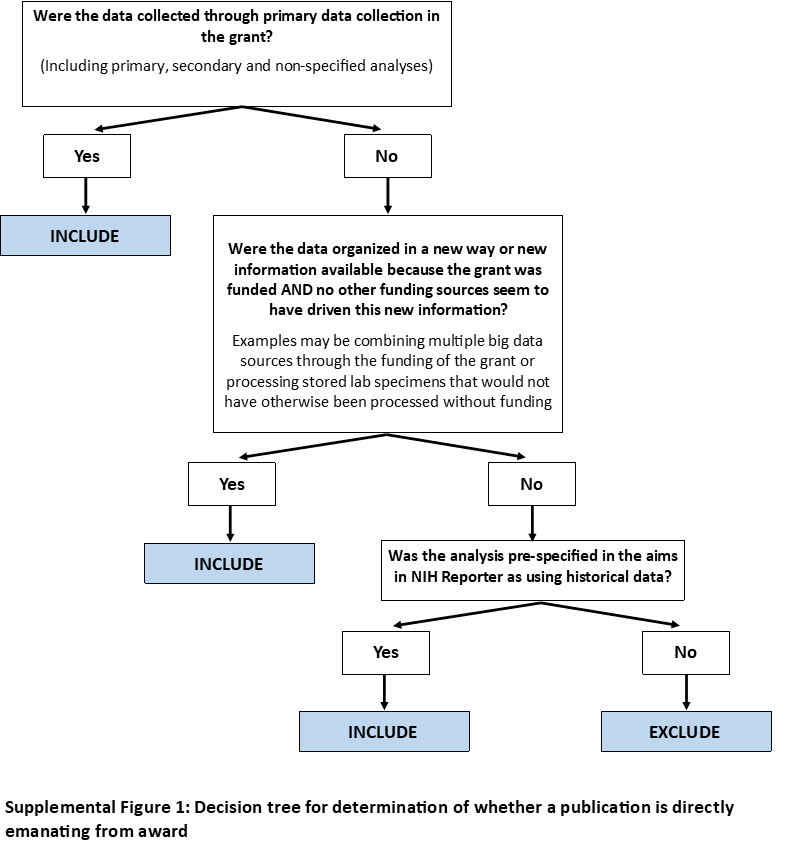 Were the data collected through primary data collection in
the grant?
(Including primary, secondary and non-specified analyses)
Yes
No
INCLUDE
Were the data organized in a new way or new
information available because the grant was
funded AND no other funding sources seem to
have driven this new information?
Examples may be combining multiple big data
sources through the funding of the grant or
processing stored lab specimens that would not
have otherwise been processed without funding
Yes
No
INCLUDE
Was the analysis pre-specified in the aims
in NIH Reporter as using historical data?
Yes
No
INCLUDE
EXCLUDE
Supplemental Figure 1: Decision tree for determination of whether a publication is directly
emanating from award